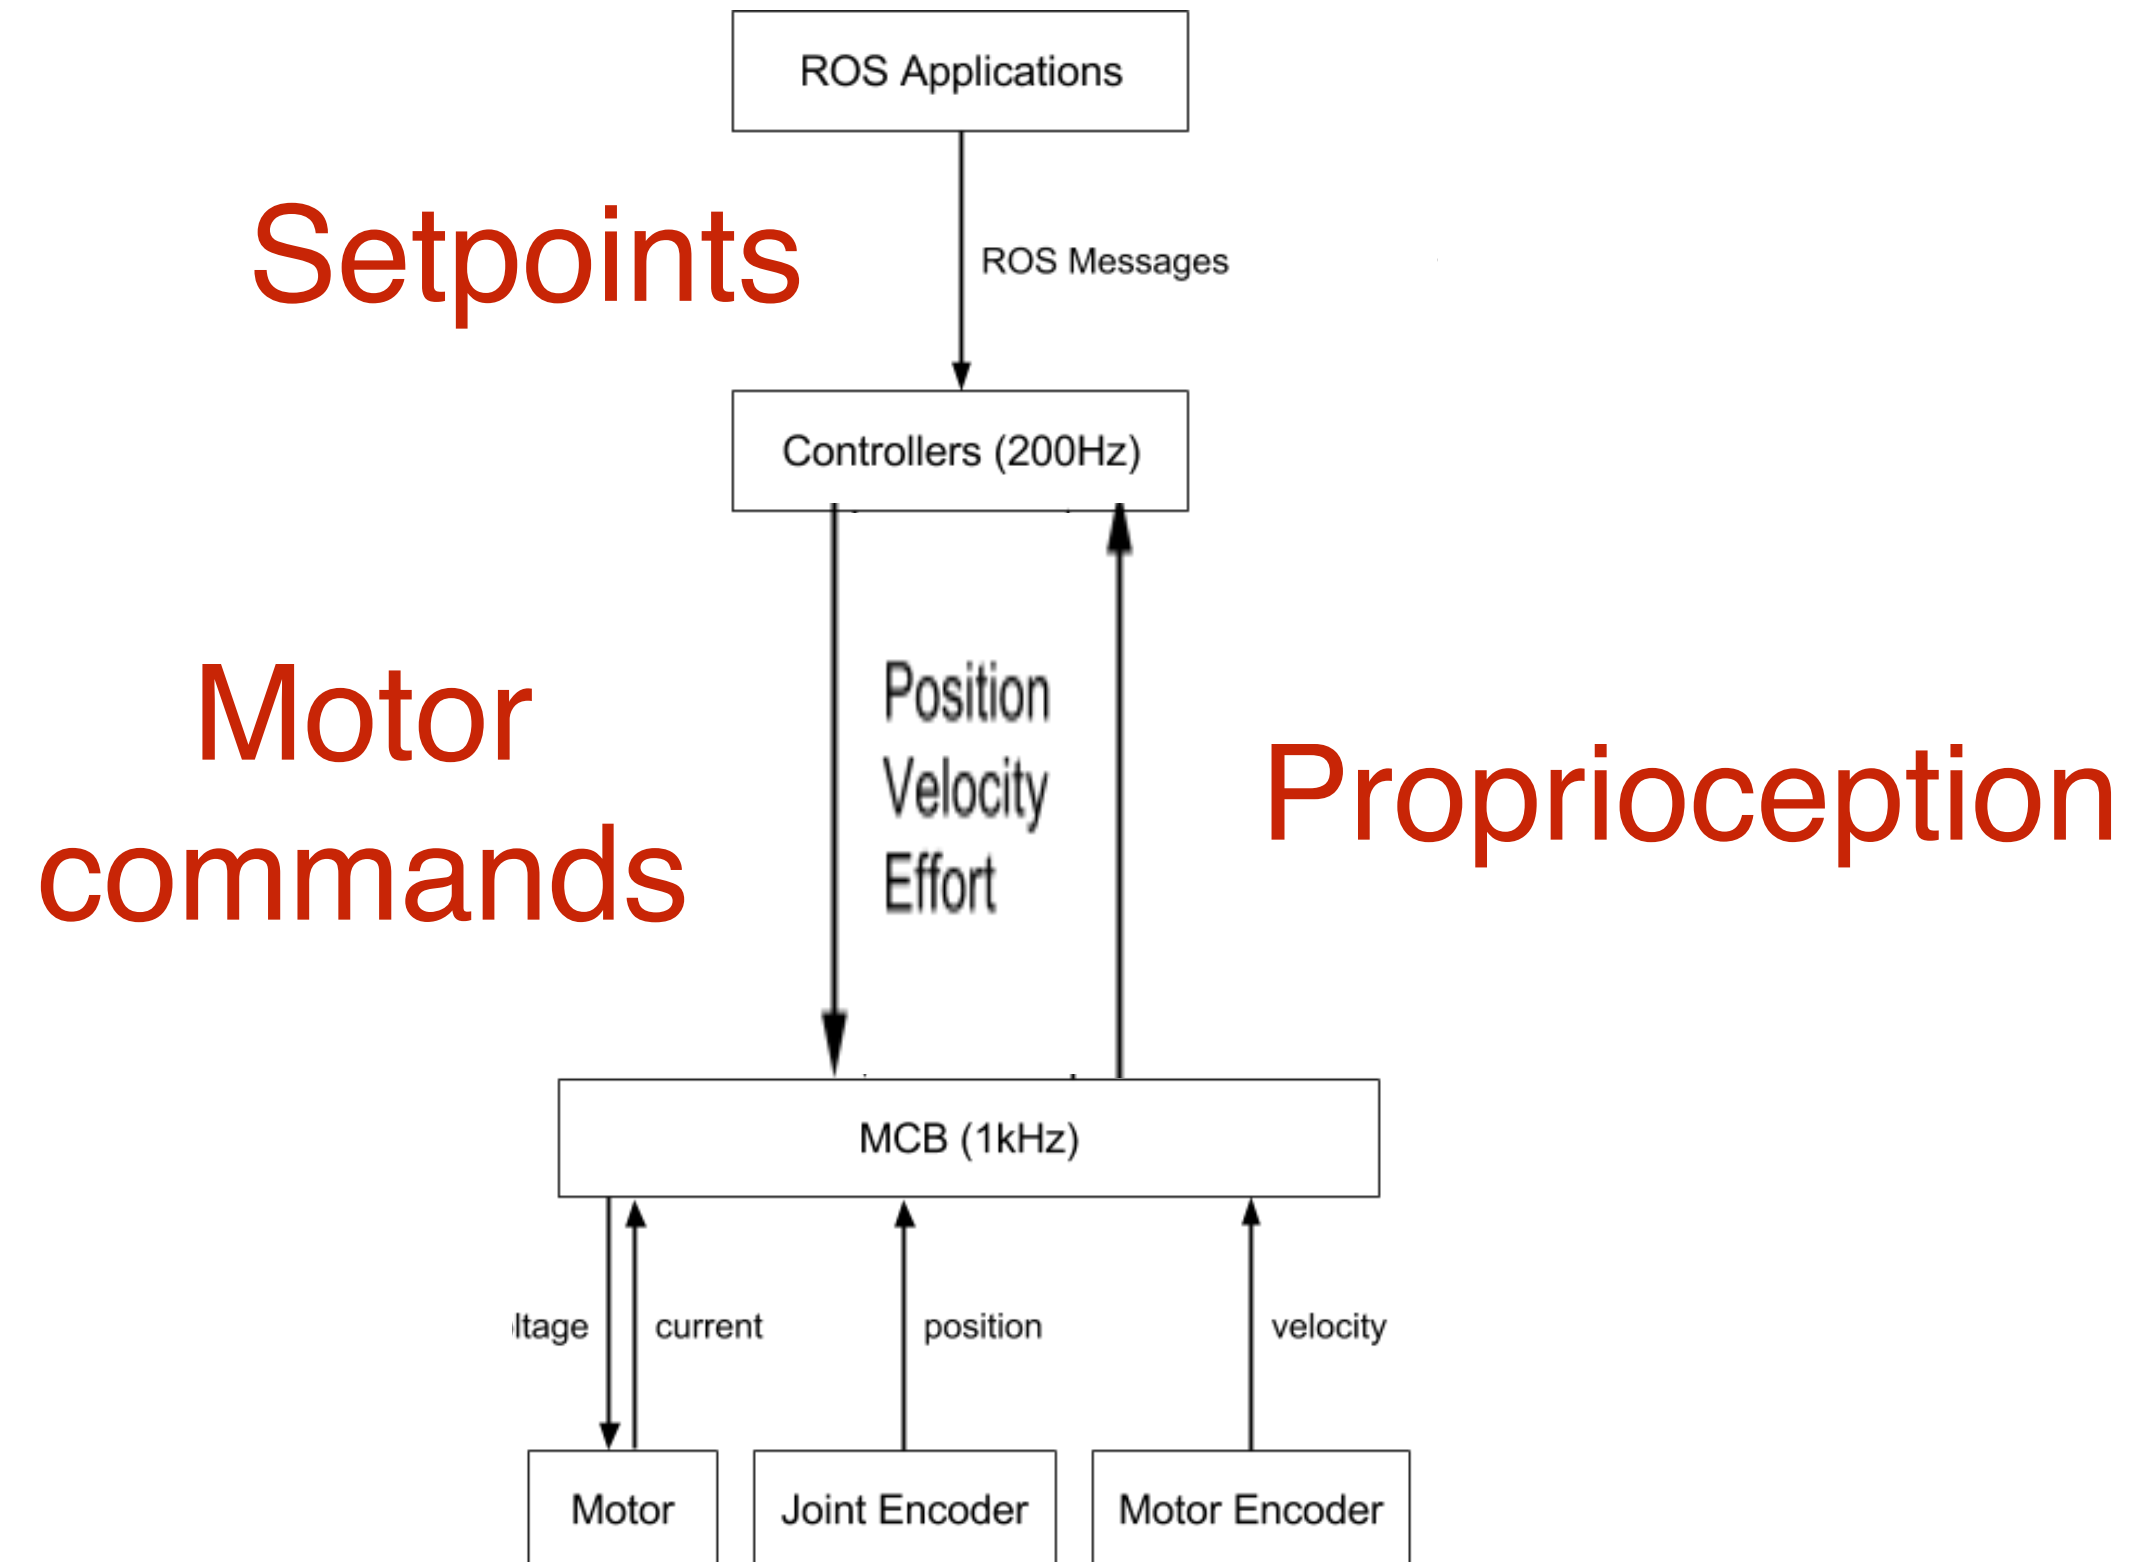 ROS Applications
Setpoints
ROS Messages
Controllers (200Hz)
Motor
commands
Position
Velocity
Effort
Proprioception
MCB (1kHz)
ltage
current
position
velocity
Motor
Joint Encoder
Motor Encoder